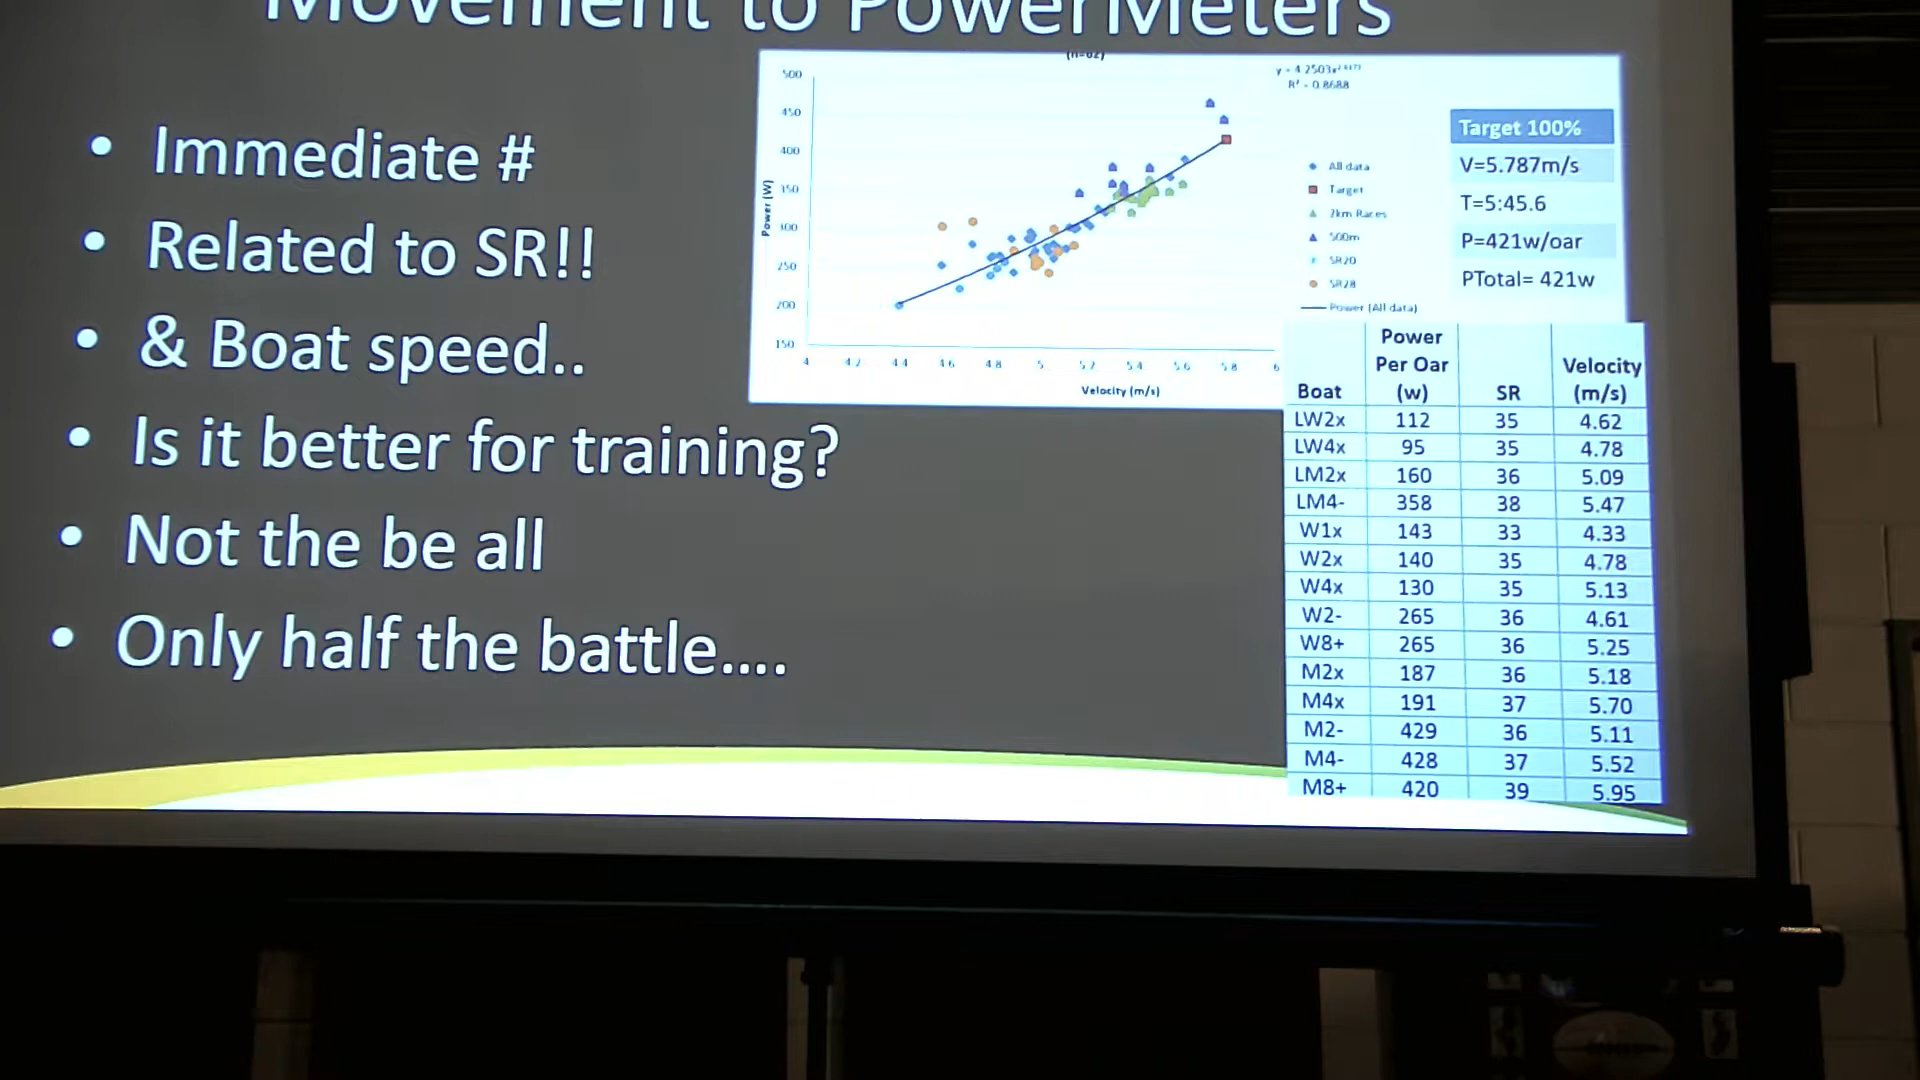 Movement to PowerMeters
• Immediate #
• Related to SR!!
• & Boat speed..
• Is it better for training?
• Not the be all
• Only half the battle....
(n=62)
R² = 0.8688
500
450
400
350
300
250
200
150
Power (W)
4 4.2 4.4 4.6 4.8 5 5.2 5.4 5.6 5.8 6
Velocity (m/s)
All data
Target
2km Races
500m
SR20
SR28
Power (All data)
Target 100%
V=5.787m/s
T=5:45.6
P=421w/oar
PTotal= 421w
Boat Power Per Oar (w) SR Velocity (m/s)
LW2x 112 35 4.62
LW4x 95 35 4.78
LM2x 160 36 5.09
LM4- 358 38 5.47
W1x 143 33 4.33
W2x 140 35 4.78
W4x 130 35 5.13
W2- 265 36 4.61
W8+ 265 36 5.25
M2x 187 36 5.18
M4x 191 37 5.70
M2- 429 36 5.11
M4- 428 37 5.52
M8+ 420 39 5.95